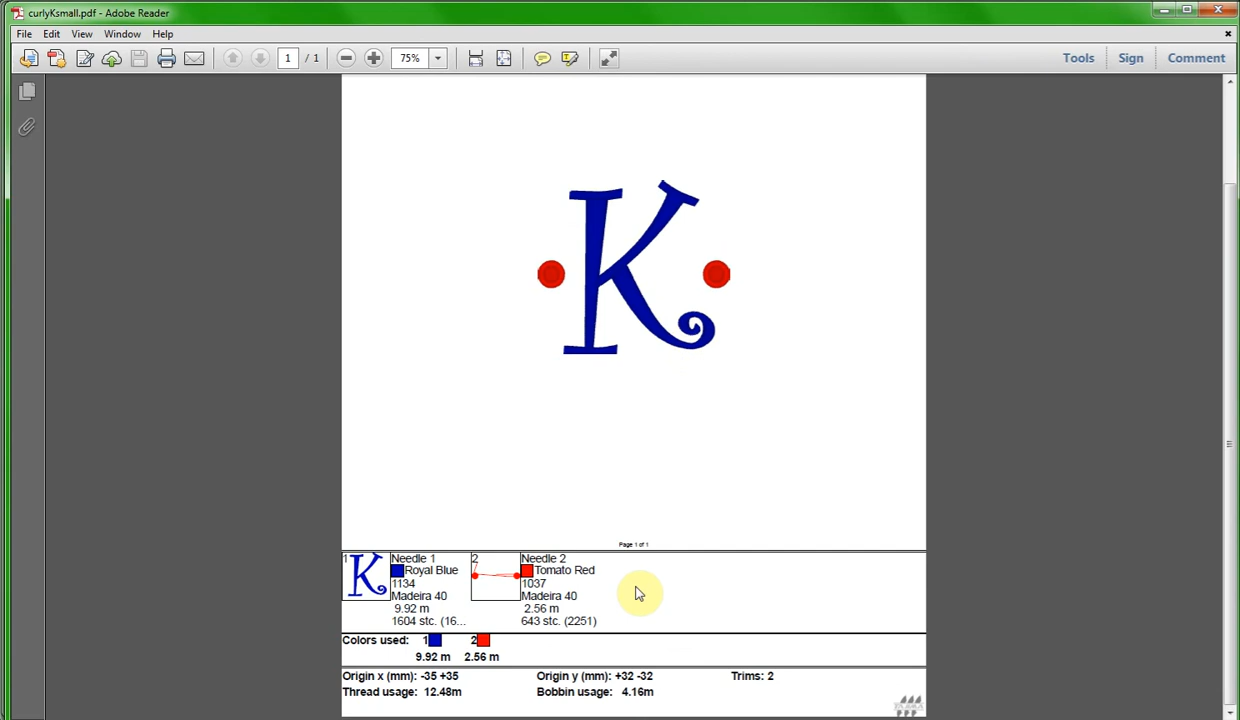 curlyKsmall.pdf - Adobe Reader
File Edit View Window Help
1 / 1 75% Tools Sign Comment
K
Page 1 of 1
1 K Needle 1 2 Needle 2
Royal Blue Tomato Red
1134 1037
Madeira 40 Madeira 40
9.92 m 2.56 m
1604 stc. (16... 643 stc. (2251)
Colors used: 1 2
9.92 m 2.56 m
Origin x (mm): -35 +35 Origin y (mm): +32 -32 Trims: 2
Thread usage: 12.48m Bobbin usage: 4.16m